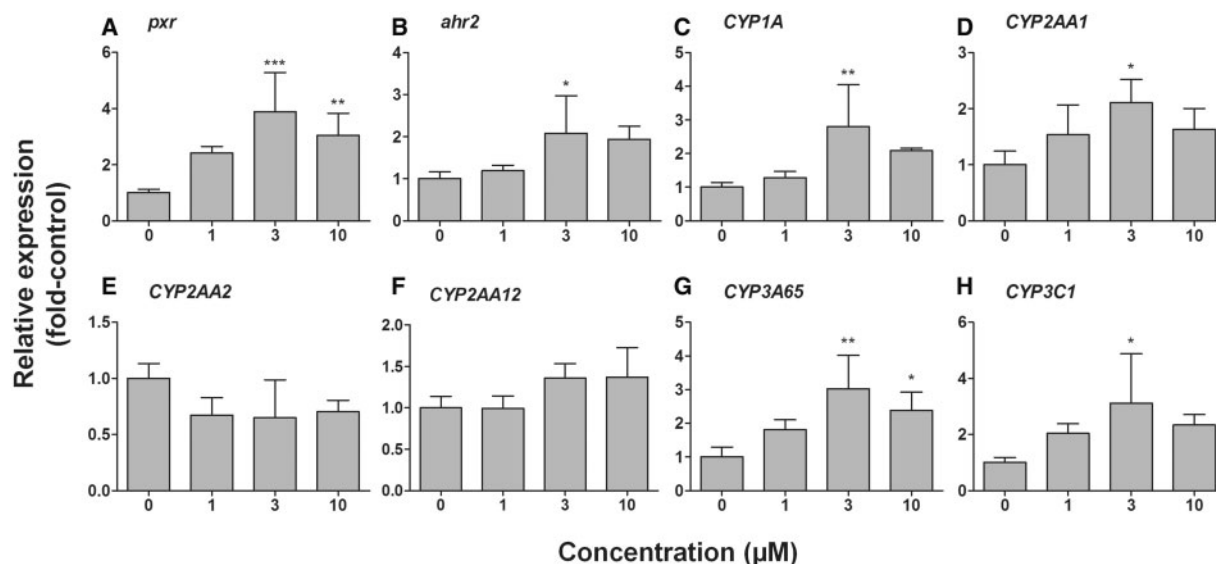 A pxr
B ahr2
C CYP1A
D CYP2AA1
6
4
2
0
***
**
0 1 3 10
4
3
2
1
0
*
0 1 3 10
5
4
3
2
1
0
**
0 1 3 10
3
2
1
0
*
0 1 3 10
E CYP2AA2
F CYP2AA12
G CYP3A65
H CYP3C1
1.5
1.0
0.5
0.0
0 1 3 10
2.0
1.5
1.0
0.5
0.0
0 1 3 10
5
4
3
2
1
0
**
*
0 1 3 10
6
4
2
0
*
0 1 3 10
Relative expression
(fold-control)
Concentration (µM)